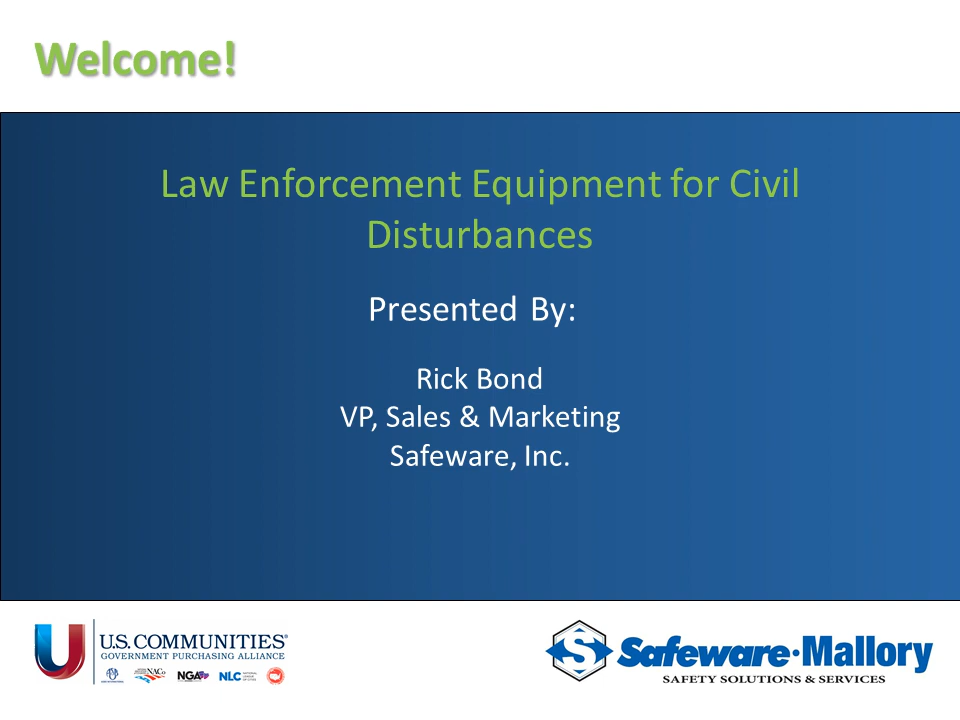 Welcome!
Law Enforcement Equipment for Civil
Disturbances
Presented By:
Rick Bond
VP, Sales & Marketing
Safeware, Inc.
U.S. COMMUNITIES®
GOVERNMENT PURCHASING ALLIANCE
NACo
NGA
NLC
Safeware·Mallory
SAFETY SOLUTIONS & SERVICES